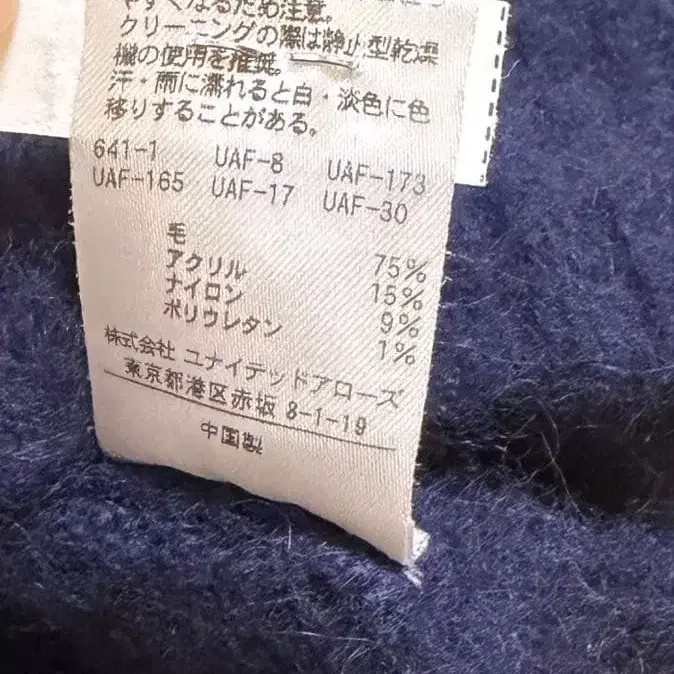 やすくなるため注意。
クリーニングの際は静止型乾燥
機の使用を推奨。
汗・雨に濡れると白・淡色に色
移りすることがある。
641-1 UAF-8 UAF-173
UAF-165 UAF-17 UAF-30
毛 75%
アクリル 15%
ナイロン 9%
ポリウレタン 1%
株式会社 ユナイテッドアローズ
東京都港区赤坂 8-1-19
中国製